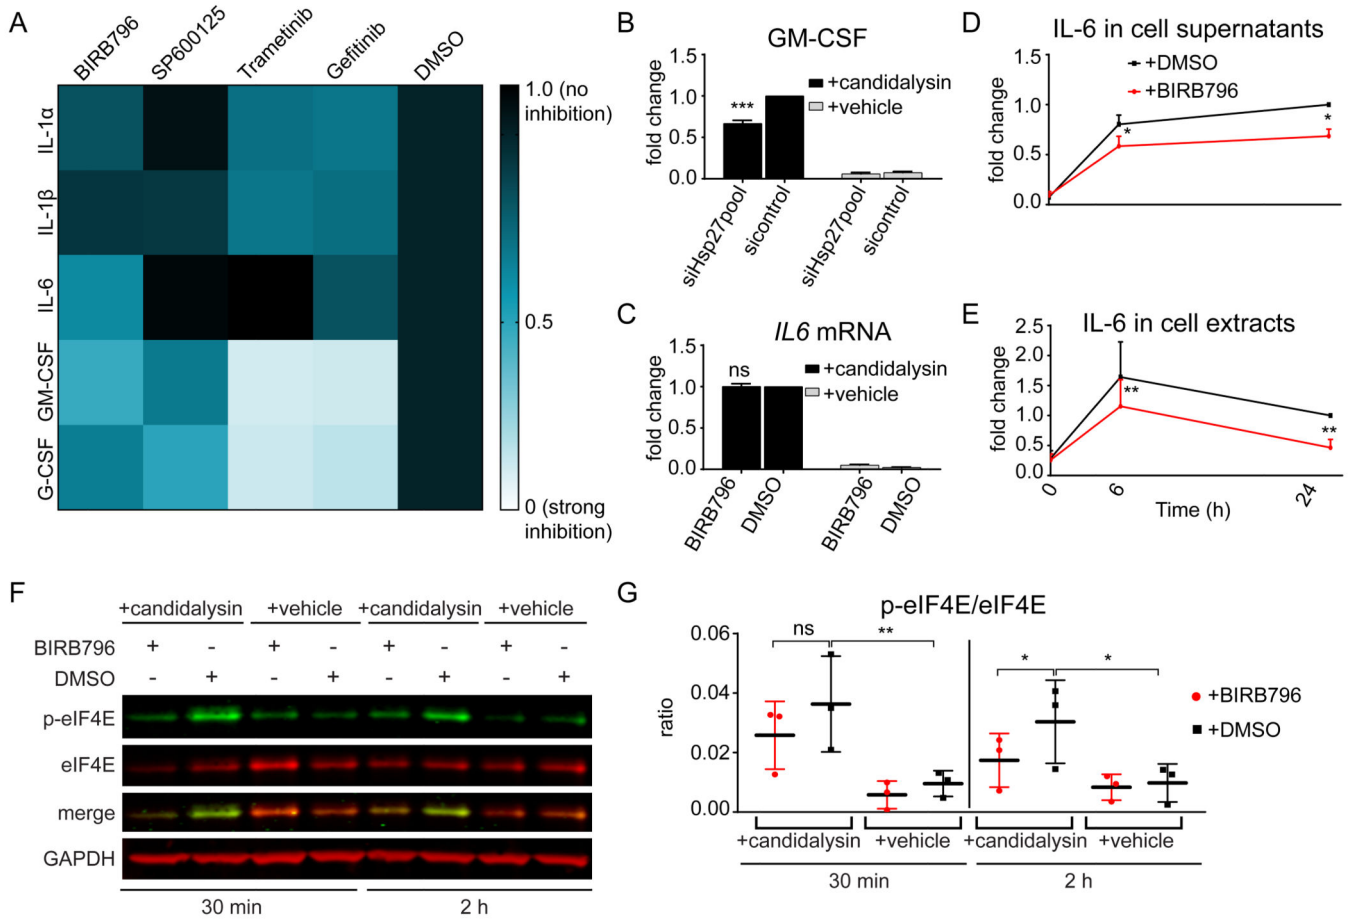 A
BIRB796
SP600125
Trametinib
Gefitinib
DMSO
IL-1α
IL-1β
IL-6
GM-CSF
G-CSF
1.0 (no
inhibition)
0.5
0 (strong
inhibition)
B
GM-CSF
fold change
1.5
1.0
0.5
0.0
***
+candidalysin
+vehicle
siHsp27pool
sicontrol
siHsp27pool
sicontrol
C
IL6 mRNA
fold change
1.5
1.0
0.5
0.0
ns
+candidalysin
+vehicle
BIRB796
DMSO
BIRB796
DMSO
D
IL-6 in cell supernatants
+DMSO
+BIRB796
fold change
1.5
1.0
0.5
0.0
*
*
E
IL-6 in cell extracts
fold change
2.5
2.0
1.5
1.0
0.5
0.0
**
**
0
6
24
Time (h)
F
+candidalysin +vehicle +candidalysin +vehicle
BIRB796 + - + - + - + -
DMSO - + - + - + - +
p-eIF4E
eIF4E
merge
GAPDH
30 min
2 h
G
p-eIF4E/eIF4E
ratio
0.06
0.04
0.02
0.00
ns
**
*
*
+BIRB796
+DMSO
+candidalysin +vehicle +candidalysin +vehicle
30 min
2 h